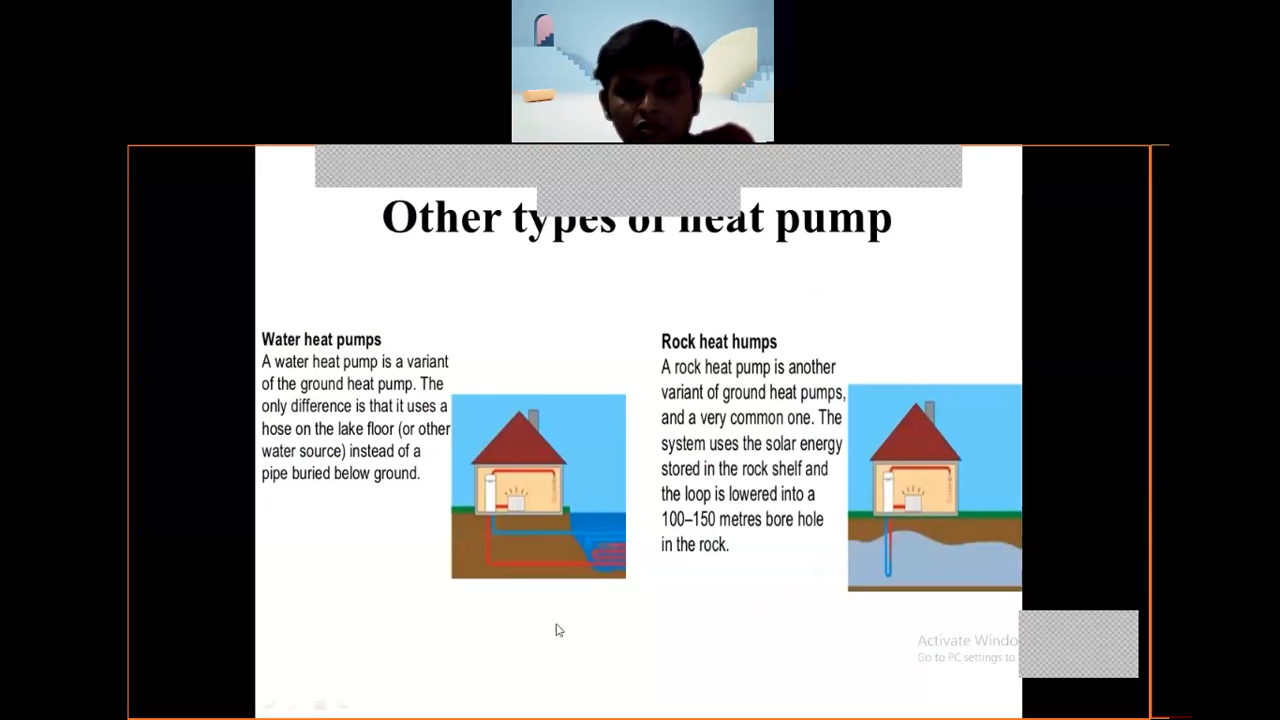 Other types of heat pump
Water heat pumps
A water heat pump is a variant
of the ground heat pump. The
only difference is that it uses a
hose on the lake floor (or other
water source) instead of a
pipe buried below ground.
Rock heat humps
A rock heat pump is another
variant of ground heat pumps,
and a very common one. The
system uses the solar energy
stored in the rock shelf and
the loop is lowered into a
100–150 metres bore hole
in the rock.
Activate
Go to PC settings to